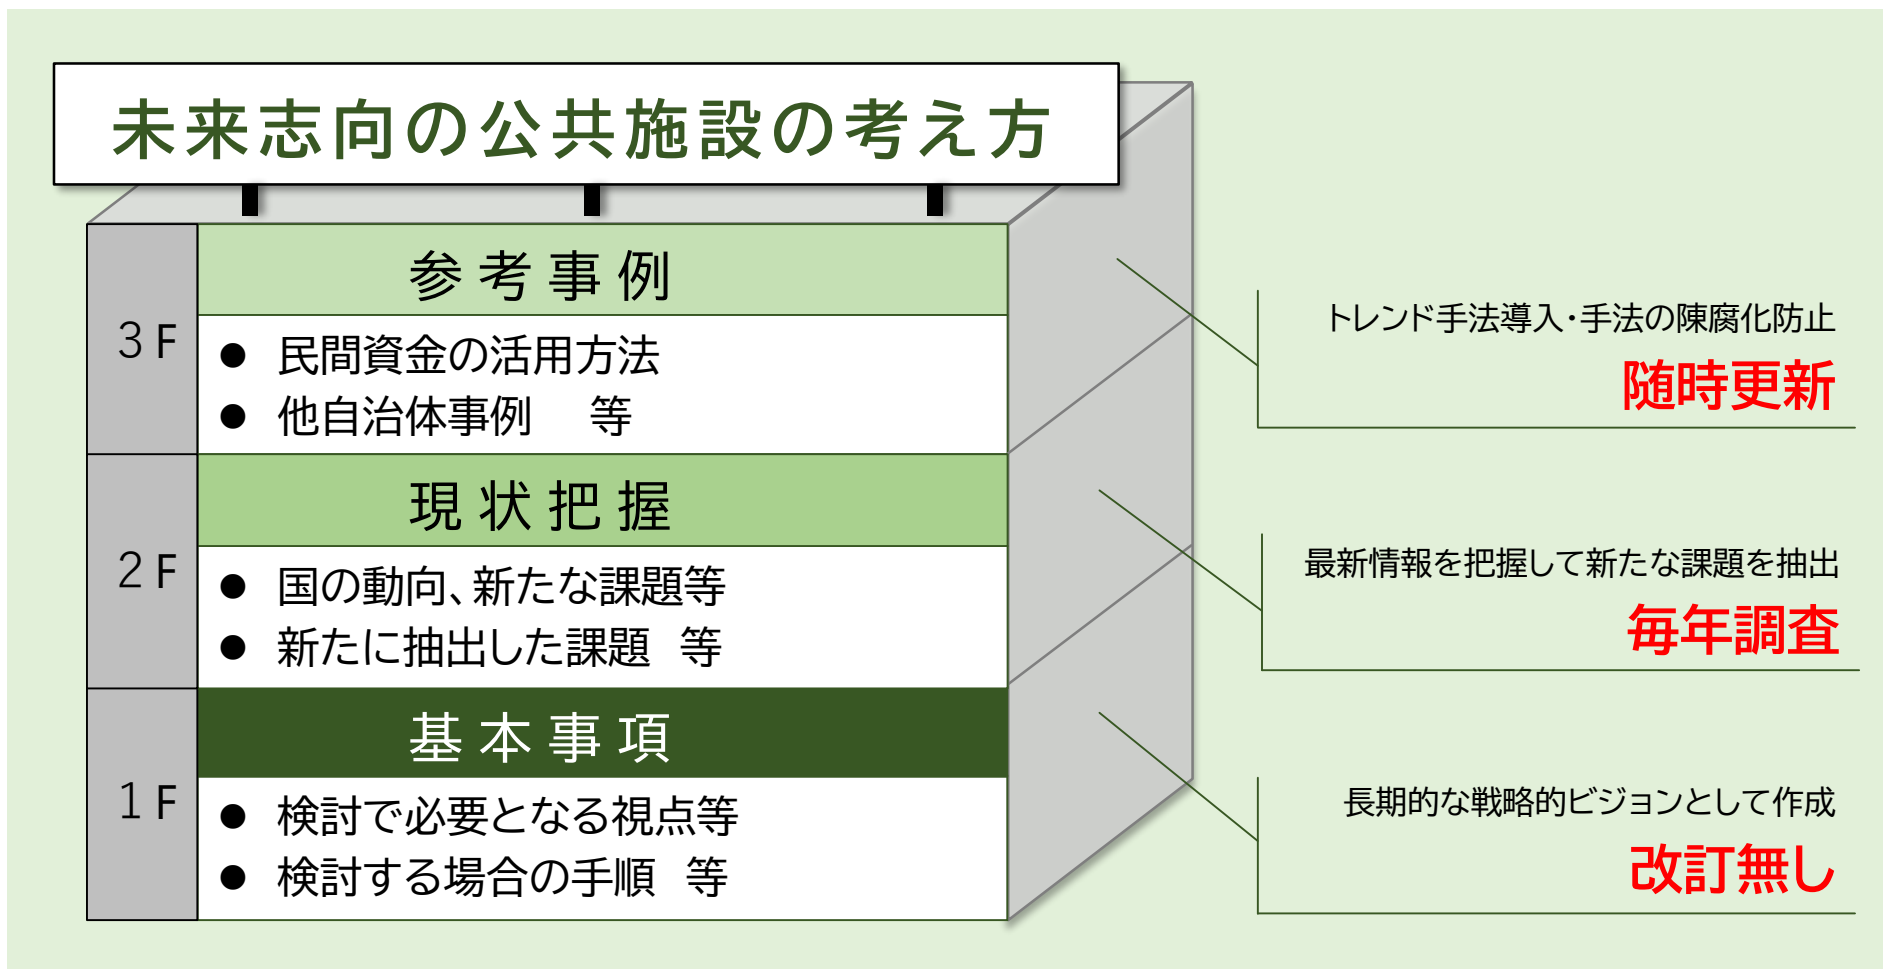 未来志向の公共施設の考え方
3F
参考事例
● 民間資金の活用方法
● 他自治体事例　等
トレンド手法導入・手法の陳腐化防止
随時更新
2F
現状把握
● 国の動向、新たな課題等
● 新たに抽出した課題　等
最新情報を把握して新たな課題を抽出
毎年調査
1F
基本事項
● 検討で必要となる視点等
● 検討する場合の手順　等
長期的な戦略的ビジョンとして作成
改訂無し